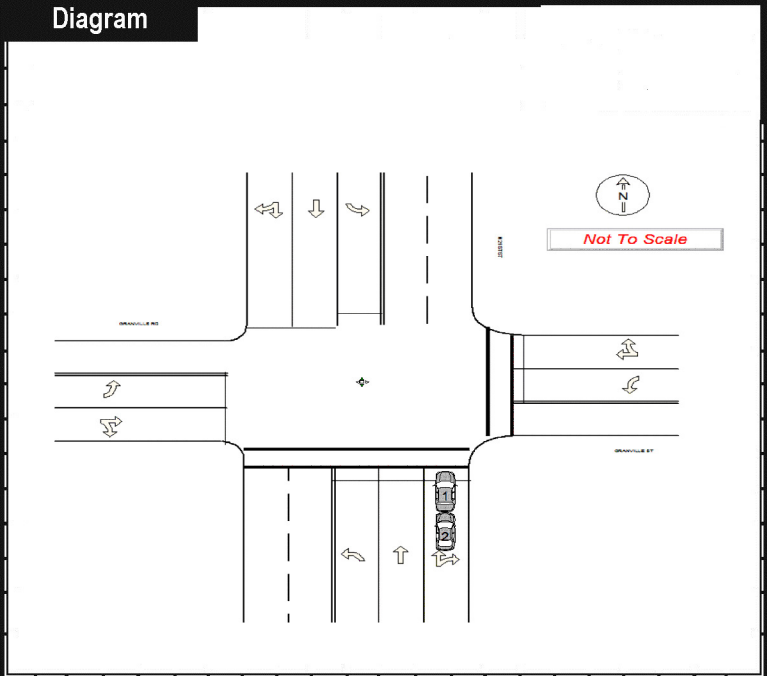 Diagram
N
Not To Scale
GRANVILLE RD
GRANVILLE ST
1
2